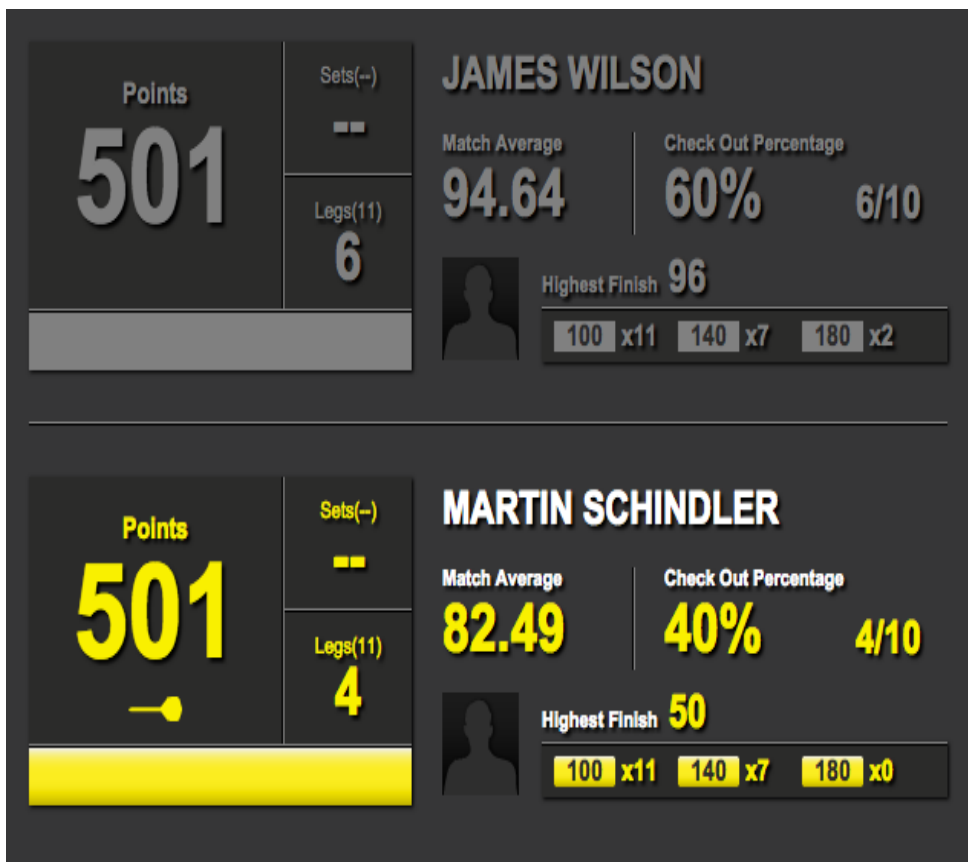 JAMES WILSON
Points
501
Sets(--)
--
Legs(11)
6
Match Average
94.64
Check Out Percentage
60% 6/10
Highest Finish 96
100 x11 140 x7 180 x2
MARTIN SCHINDLER
Points
501
Sets(--)
--
Legs(11)
4
Match Average
82.49
Check Out Percentage
40% 4/10
Highest Finish 50
100 x11 140 x7 180 x0